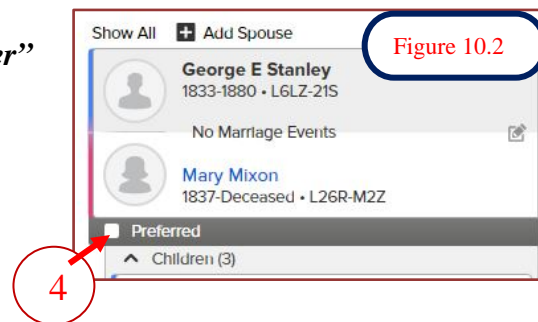 er”
Show All Add Spouse
Figure 10.2
George E Stanley
1833-1880 • L6LZ-21S
No Marriage Events
Mary Mixon
1837-Deceased • L26R-M2Z
Preferred
Children (3)
4